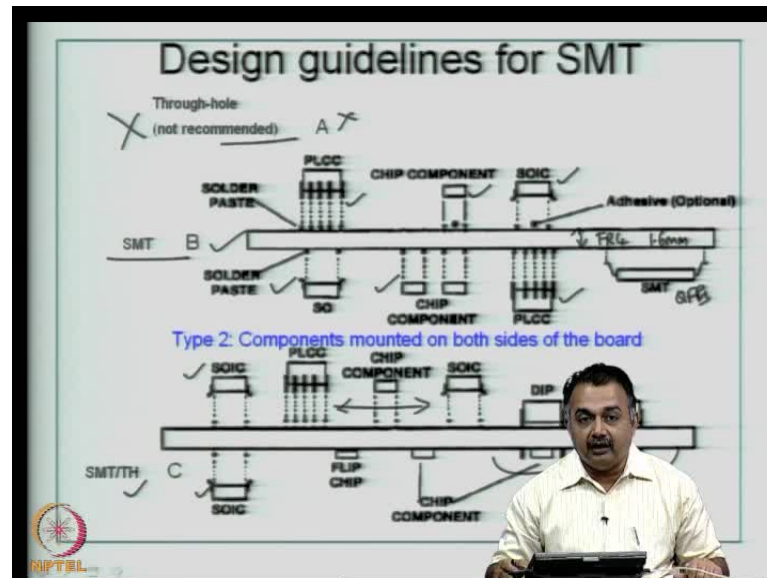 Design guidelines for SMT
Through-hole
(not recommended) A
PLCC
CHIP COMPONENT
SOIC
SOLDER
PASTE
Adhesive (Optional)
SMT B
FR4 1.6mm
SOLDER
PASTE
SO
CHIP
COMPONENT
PLCC
SMT
Type 2: Components mounted on both sides of the board
SOIC
PLCC
CHIP
COMPONENT
SOIC
DIP
SMT/TH C
SOIC
FLIP
CHIP
CHIP
COMPONENT
NPTEL